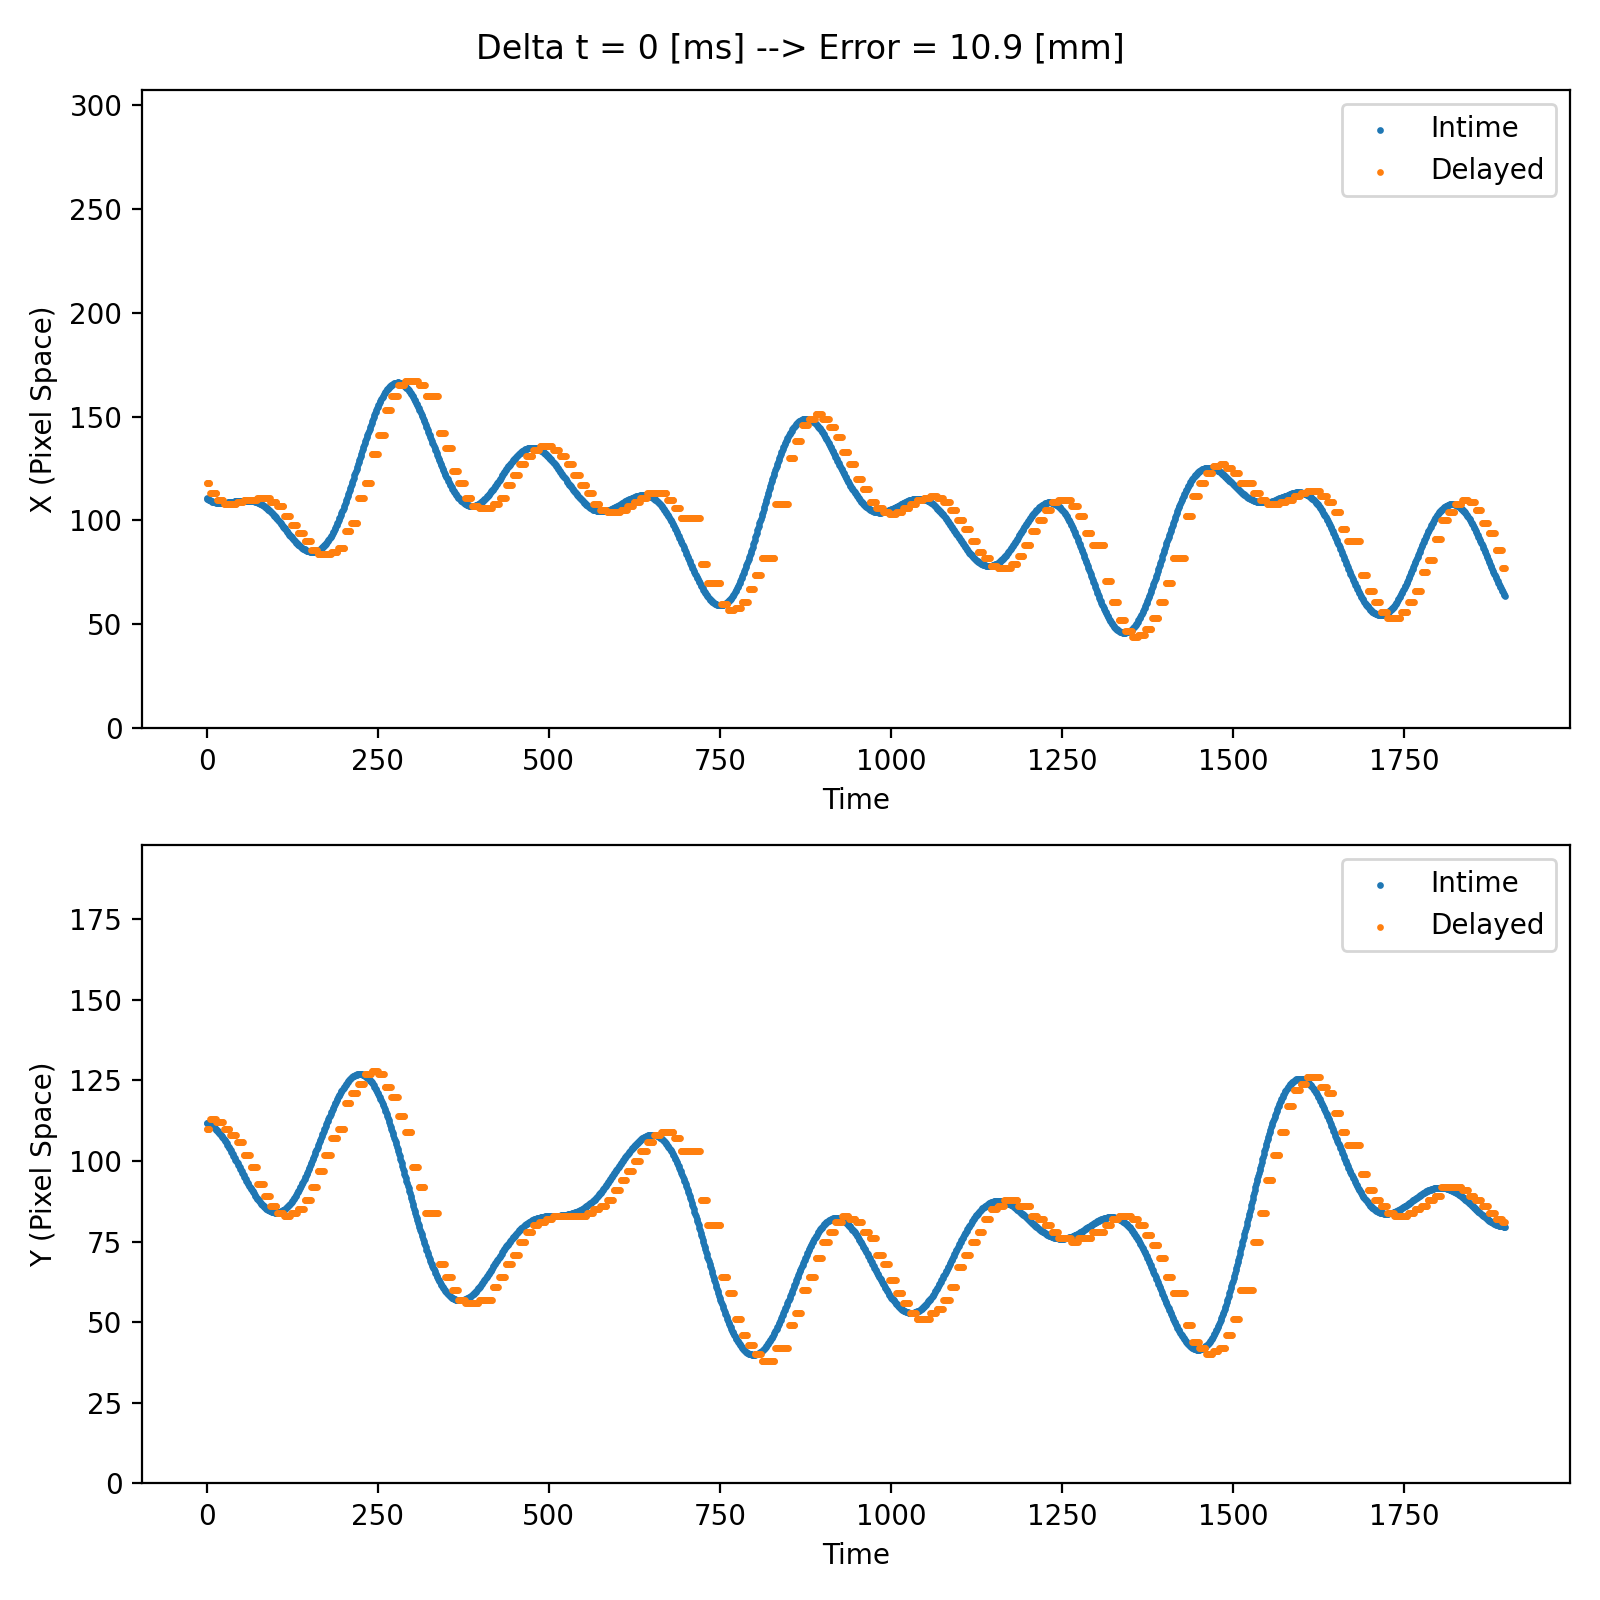 Delta t = 0 [ms] --> Error = 10.9 [mm]
300
250
200
150
100
50
0
X (Pixel Space)
Intime
Delayed
0 250 500 750 1000 1250 1500 1750
Time
175
150
125
100
75
50
25
0
Y (Pixel Space)
Intime
Delayed
0 250 500 750 1000 1250 1500 1750
Time